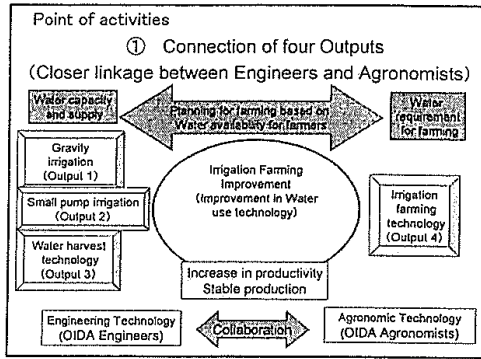 Point of activities
① Connection of four Outputs
(Closer linkage between Engineers and Agronomists)
Water capacity
and supply
Planning for farming based on
Water availability for farmers
Water
requirement
for farming
Gravity
irrigation
(Output 1)
Small pump irrigation
(Output 2)
Water harvest
technology
(Output 3)
Irrigation Farming
Improvement
(Improvement in Water
use technology)
Irrigation
farming
technology
(Output 4)
Increase in productivity
Stable production
Engineering Technology
(OIDA Engineers)
Collaboration
Agronomic Technology
(OIDA Agronomists)